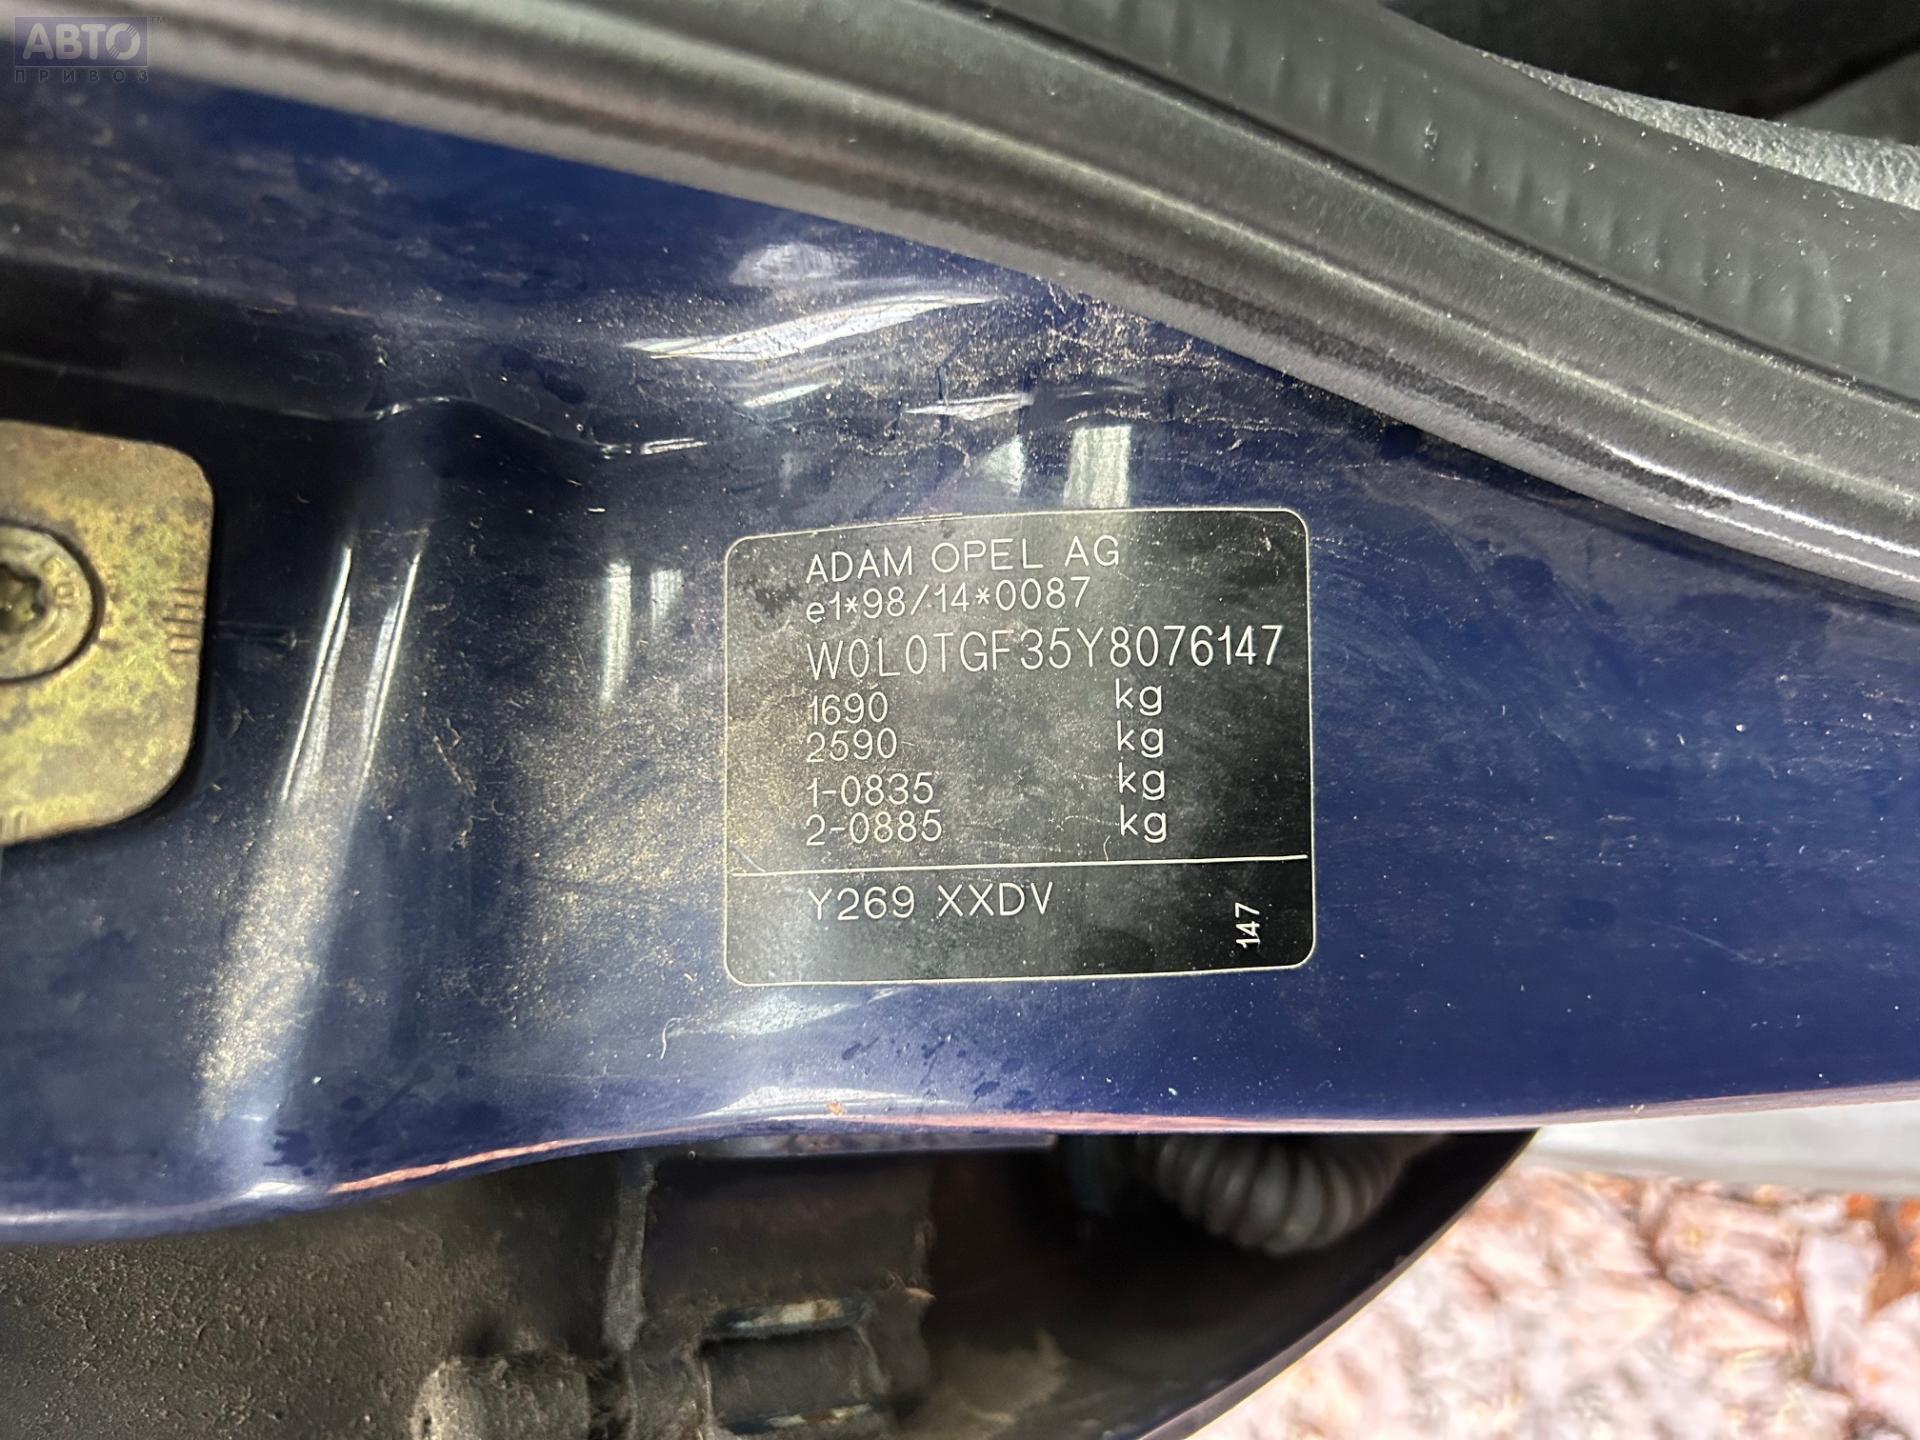 АВТО™
ПРИВОЗ
ADAM OPEL AG
e1*98/14*0087
W0L0TGF35Y8076147
1690 kg
2590 kg
1-0835 kg
2-0885 kg
Y269 XXDV
147